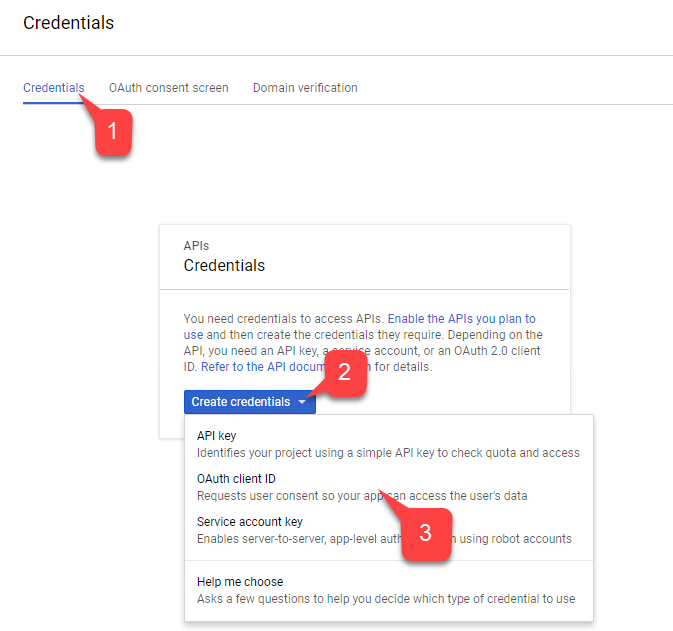 Credentials
Credentials OAuth consent screen Domain verification
1
APIs
Credentials
You need credentials to access APIs. Enable the APIs you plan to
use and then create the credentials they require. Depending on the
API, you need an API key, a service account, or an OAuth 2.0 client
ID. Refer to the API for details.
2
Create credentials
API key
Identifies your project using a simple API key to check quota and access
OAuth client ID
Requests user consent so your app can access the user's data
Service account key
3
Enables server-to-server, app-level using robot accounts
Help me choose
Asks a few questions to help you decide which type of credential to use